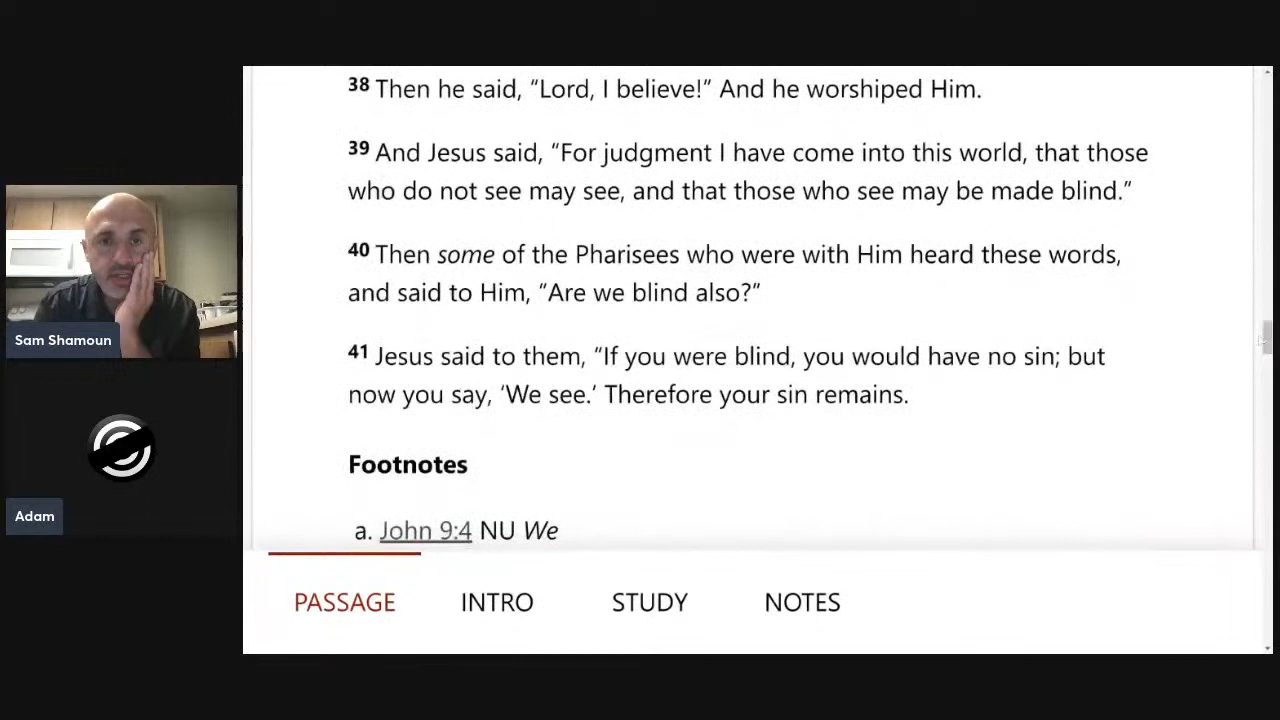 38 Then he said, “Lord, I believe!” And he worshiped Him.
39 And Jesus said, “For judgment I have come into this world, that those
who do not see may see, and that those who see may be made blind.”
40 Then some of the Pharisees who were with Him heard these words,
and said to Him, “Are we blind also?”
41 Jesus said to them, “If you were blind, you would have no sin; but
now you say, ‘We see.’ Therefore your sin remains.
Footnotes
a. John 9:4 NU We
PASSAGE INTRO STUDY NOTES
Sam Shamoun
Adam